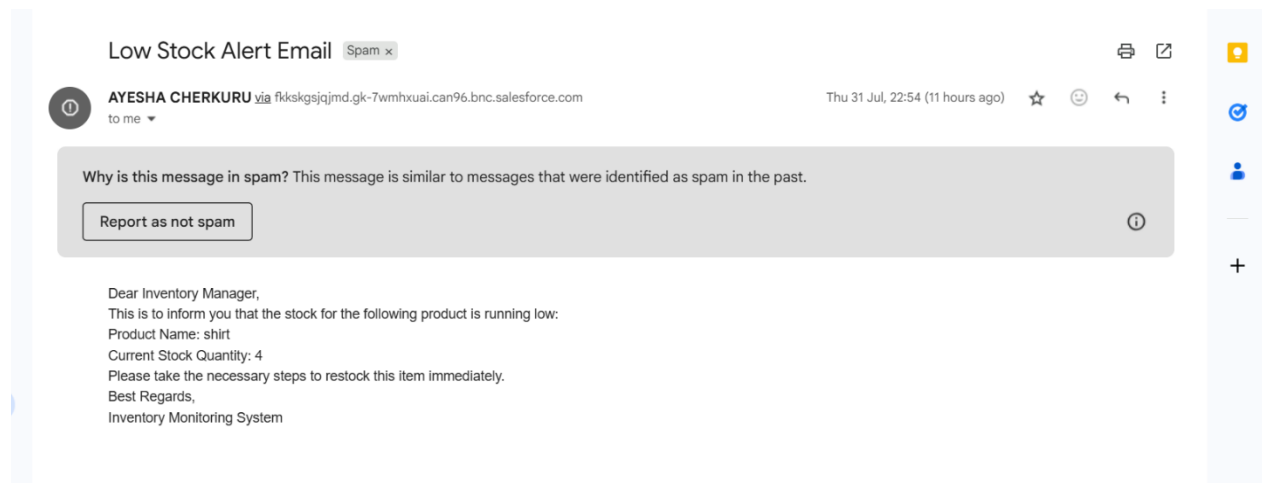 Low Stock Alert Email Spam x
AYESHA CHERKURU via fkkskgsjqjmd.gk-7wmhxuai.can96.bnc.salesforce.com Thu 31 Jul, 22:54 (11 hours ago)
to me
Why is this message in spam? This message is similar to messages that were identified as spam in the past.
Report as not spam
Dear Inventory Manager,
This is to inform you that the stock for the following product is running low:
Product Name: shirt
Current Stock Quantity: 4
Please take the necessary steps to restock this item immediately.
Best Regards,
Inventory Monitoring System